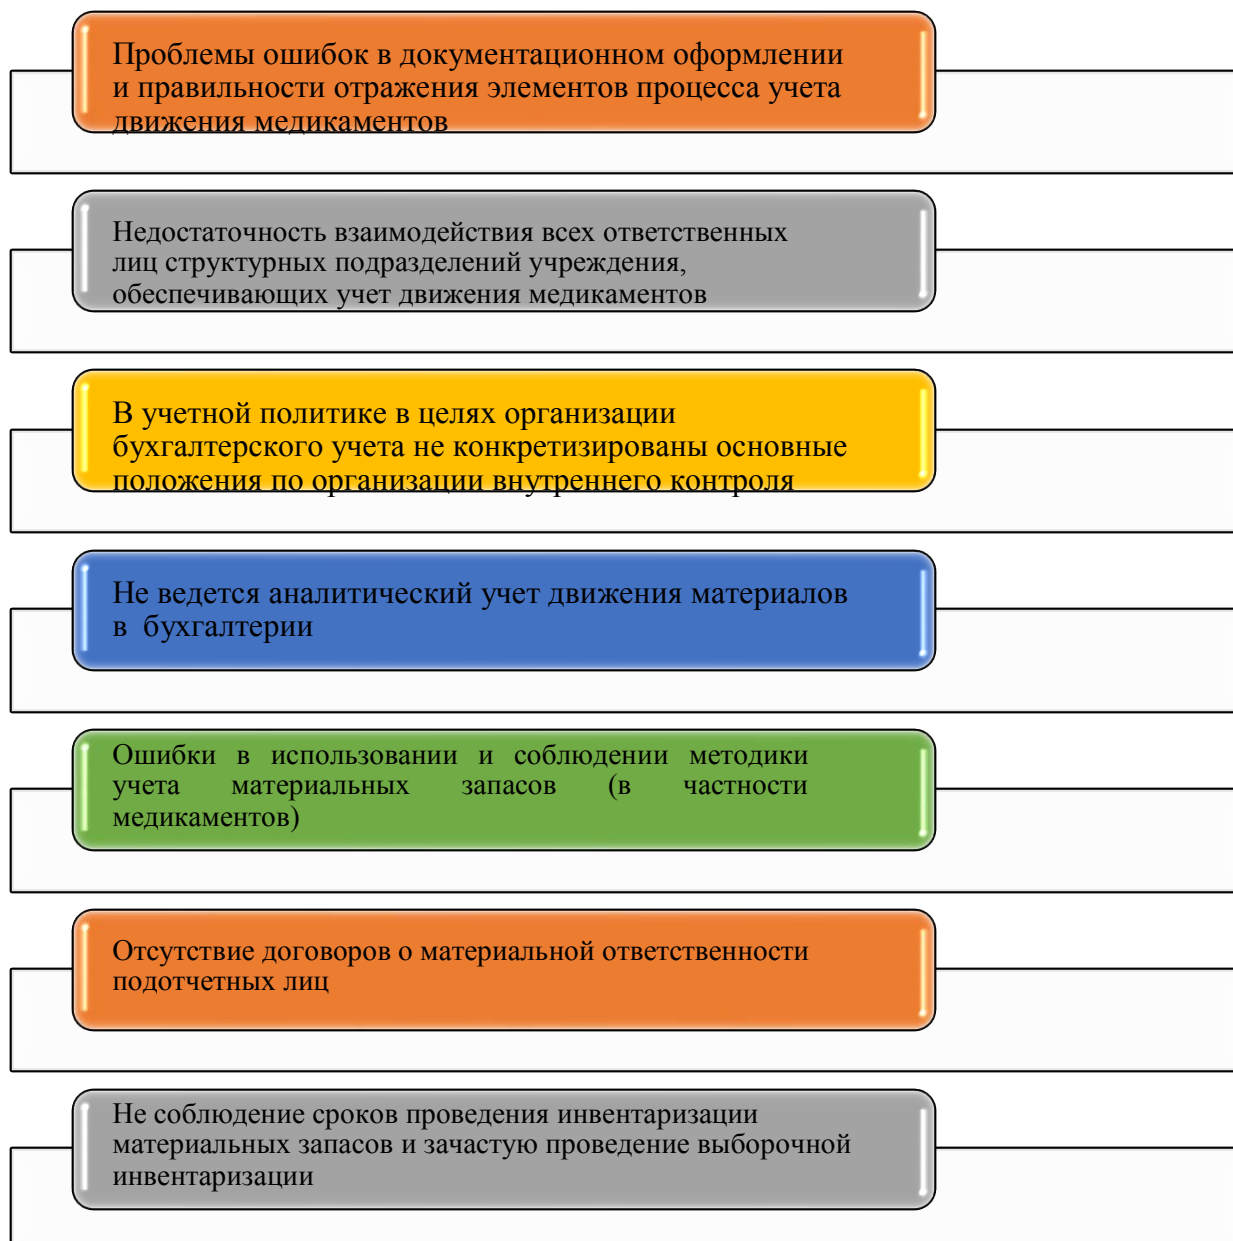 Проблемы ошибок в документационном оформлении
и правильности отражения элементов процесса учета
движения медикаментов
Недостаточность взаимодействия всех ответственных
лиц структурных подразделений учреждения,
обеспечивающих учет движения медикаментов
В учетной политике в целях организации
бухгалтерского учета не конкретизированы основные
положения по организации внутреннего контроля
Не ведется аналитический учет движения материалов
в бухгалтерии
Ошибки в использовании и соблюдении методики
учета материальных запасов (в частности
медикаментов)
Отсутствие договоров о материальной ответственности
подотчетных лиц
Не соблюдение сроков проведения инвентаризации
материальных запасов и зачастую проведение выборочной
инвентаризации